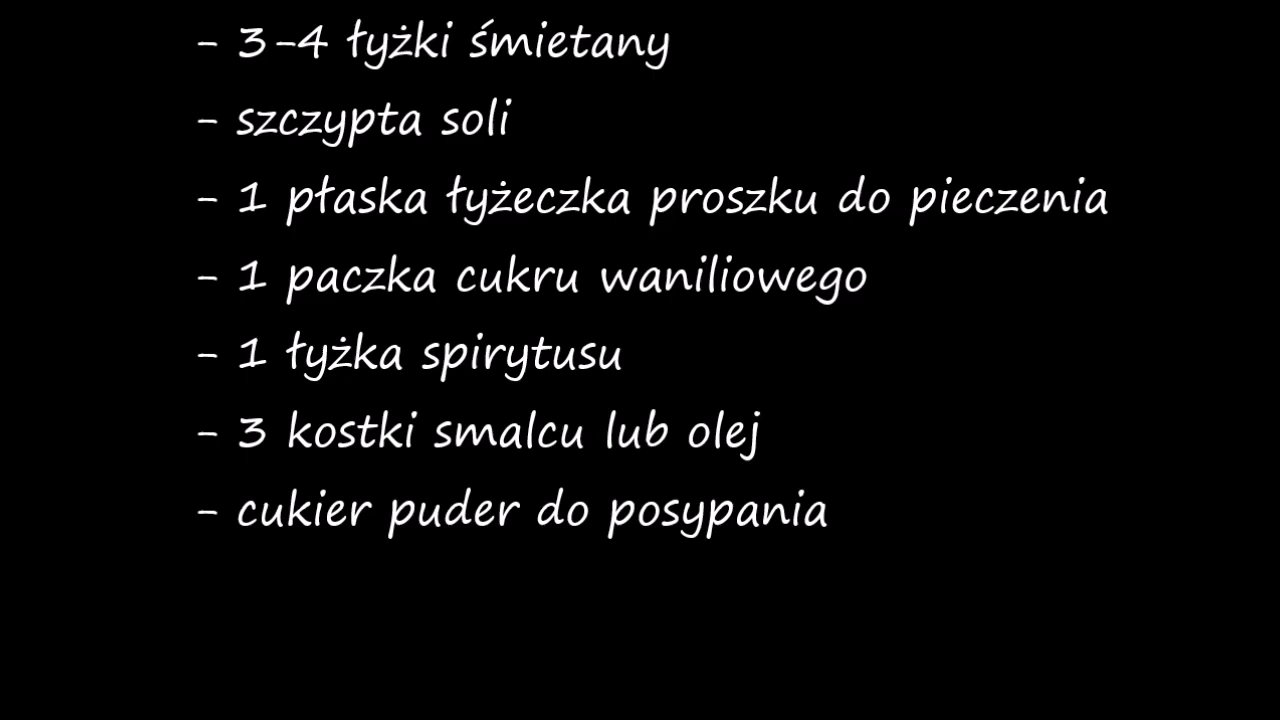 - 3-4 łyżki śmietany
- szczypta soli
- 1 płaska łyżeczka proszku do pieczenia
- 1 paczka cukru waniliowego
- 1 łyżka spirytusu
- 3 kostki smalcu lub olej
- cukier puder do posypania